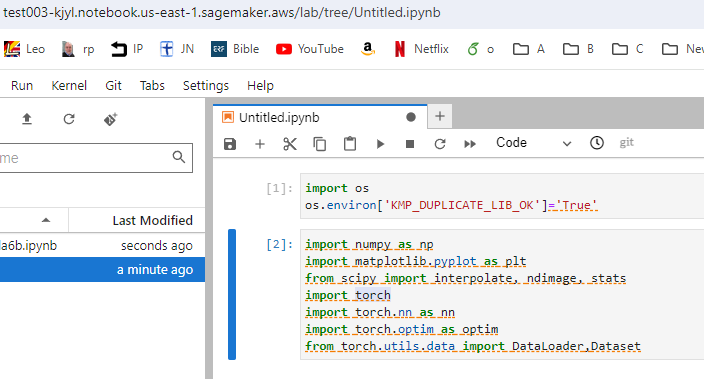 test003-kjyl.notebook.us-east-1.sagemaker.aws/lab/tree/Untitled.ipynb
Leo rp IP JN ERF Bible YouTube a Netflix o A B C New
Run Kernel Git Tabs Settings Help
Untitled.ipynb
Code git
me
Last Modified
la6b.ipynb seconds ago
a minute ago
[1]: import os
os.environ['KMP_DUPLICATE_LIB_OK']='True'
[2]: import numpy as np
import matplotlib.pyplot as plt
from scipy import interpolate, ndimage, stats
import torch
import torch.nn as nn
import torch.optim as optim
from torch.utils.data import DataLoader,Dataset